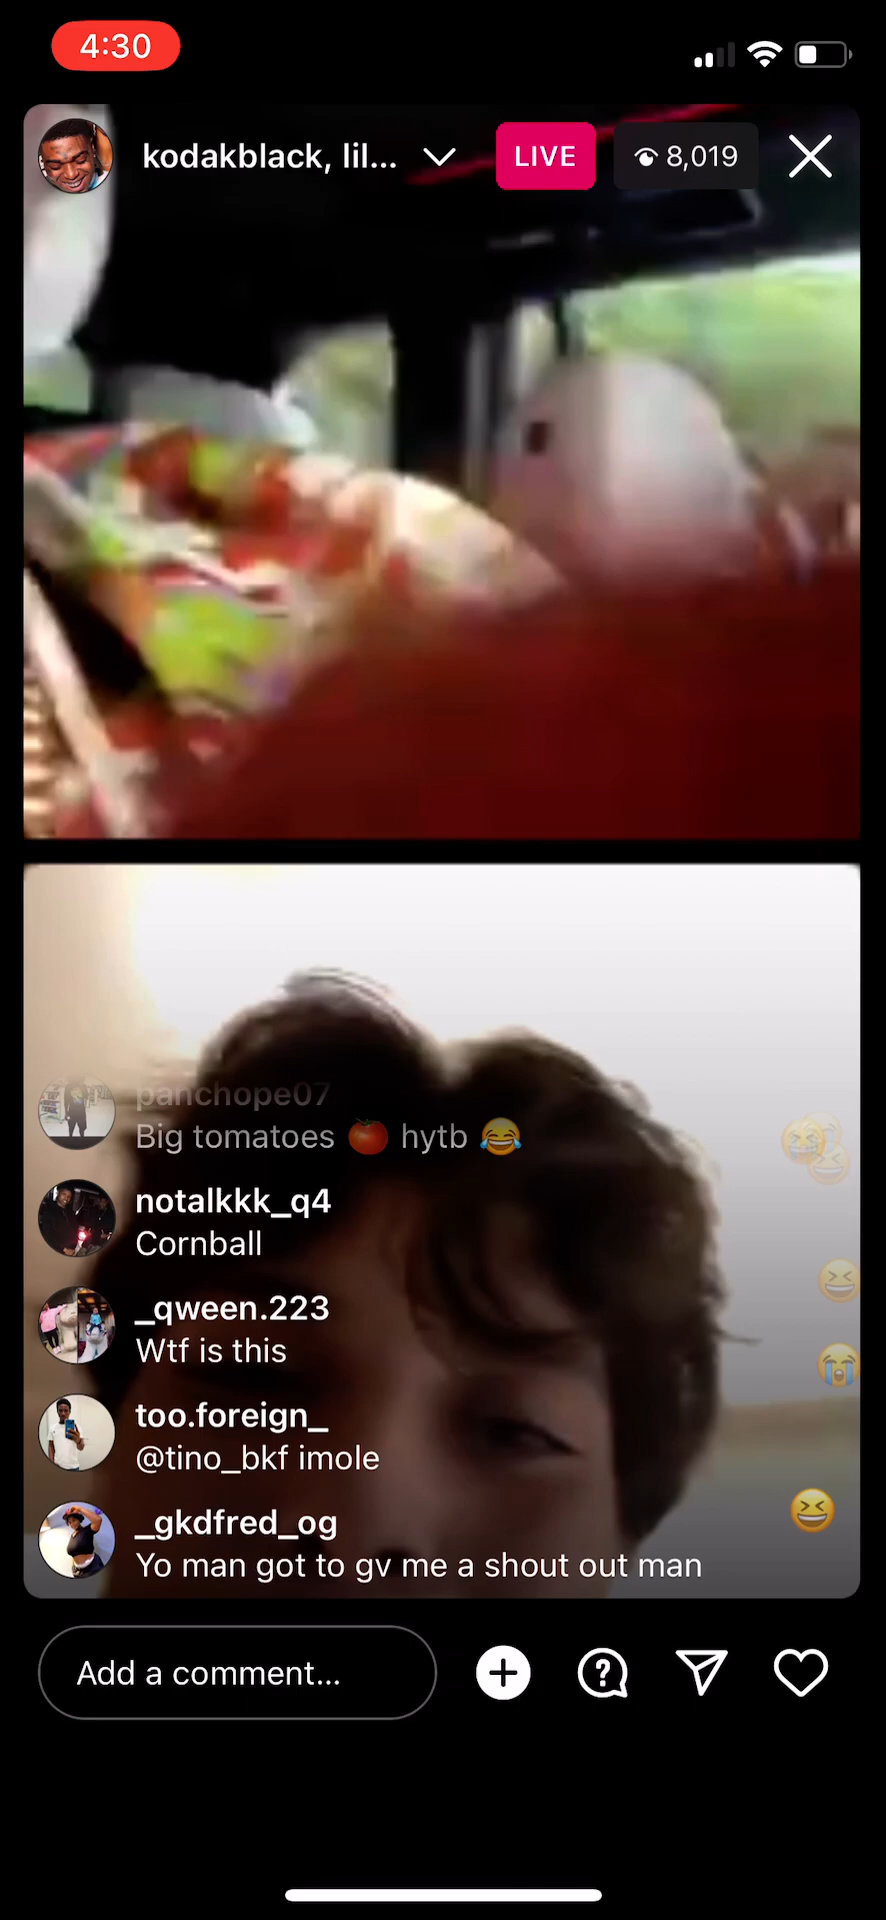 4:30
kodakblack, lil...
LIVE
8,019
panchope07
Big tomatoes 🍅 hytb 😂
notalkkk_q4
Cornball
_qween.223
Wtf is this
too.foreign_
@tino_bkf imole
_gkdfred_og
Yo man got to gv me a shout out man
Add a comment...